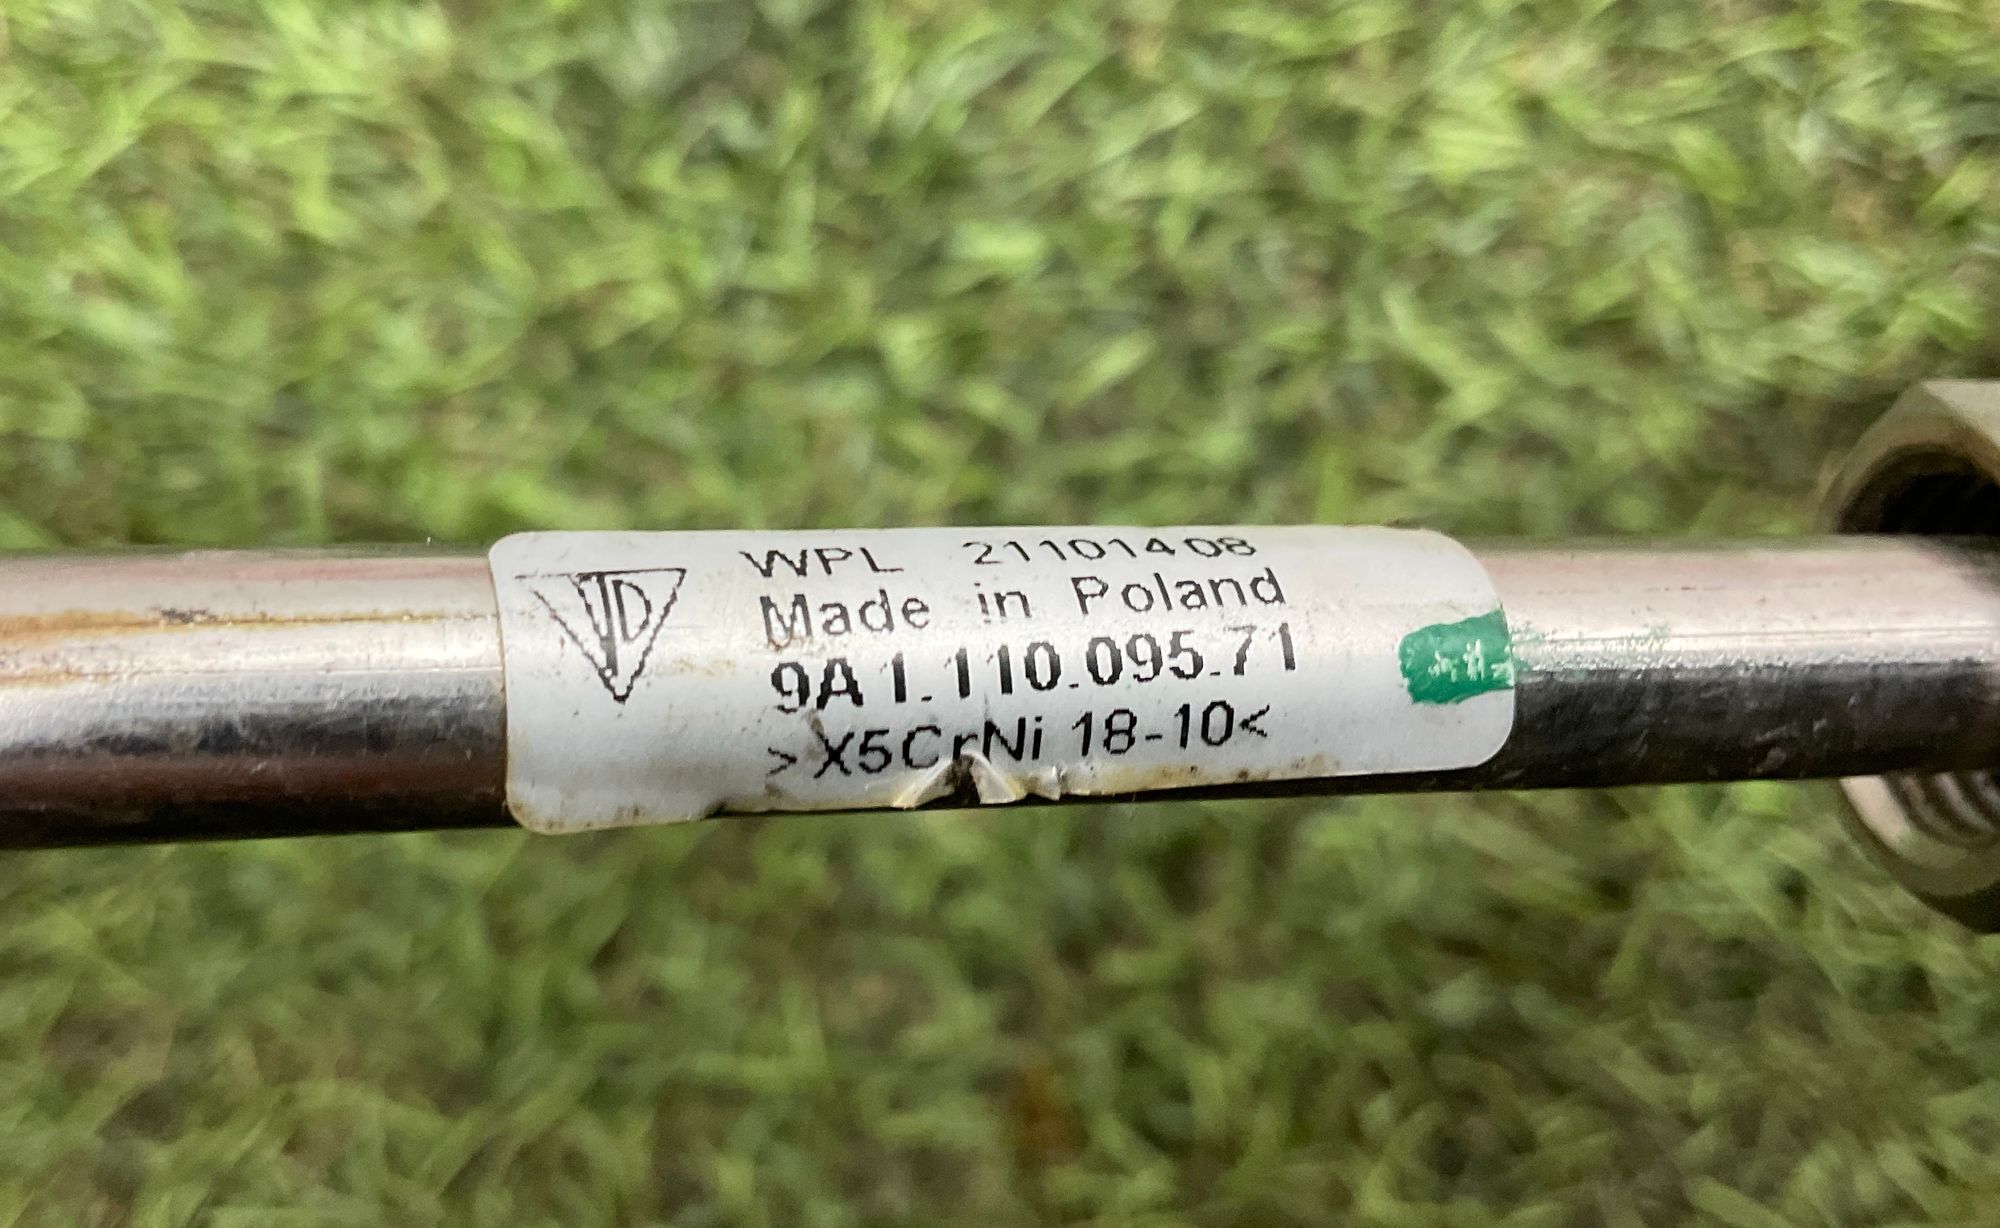 WPL 21101408
Made in Poland
9A1.110.095.71
>X5CrNi 18-10<